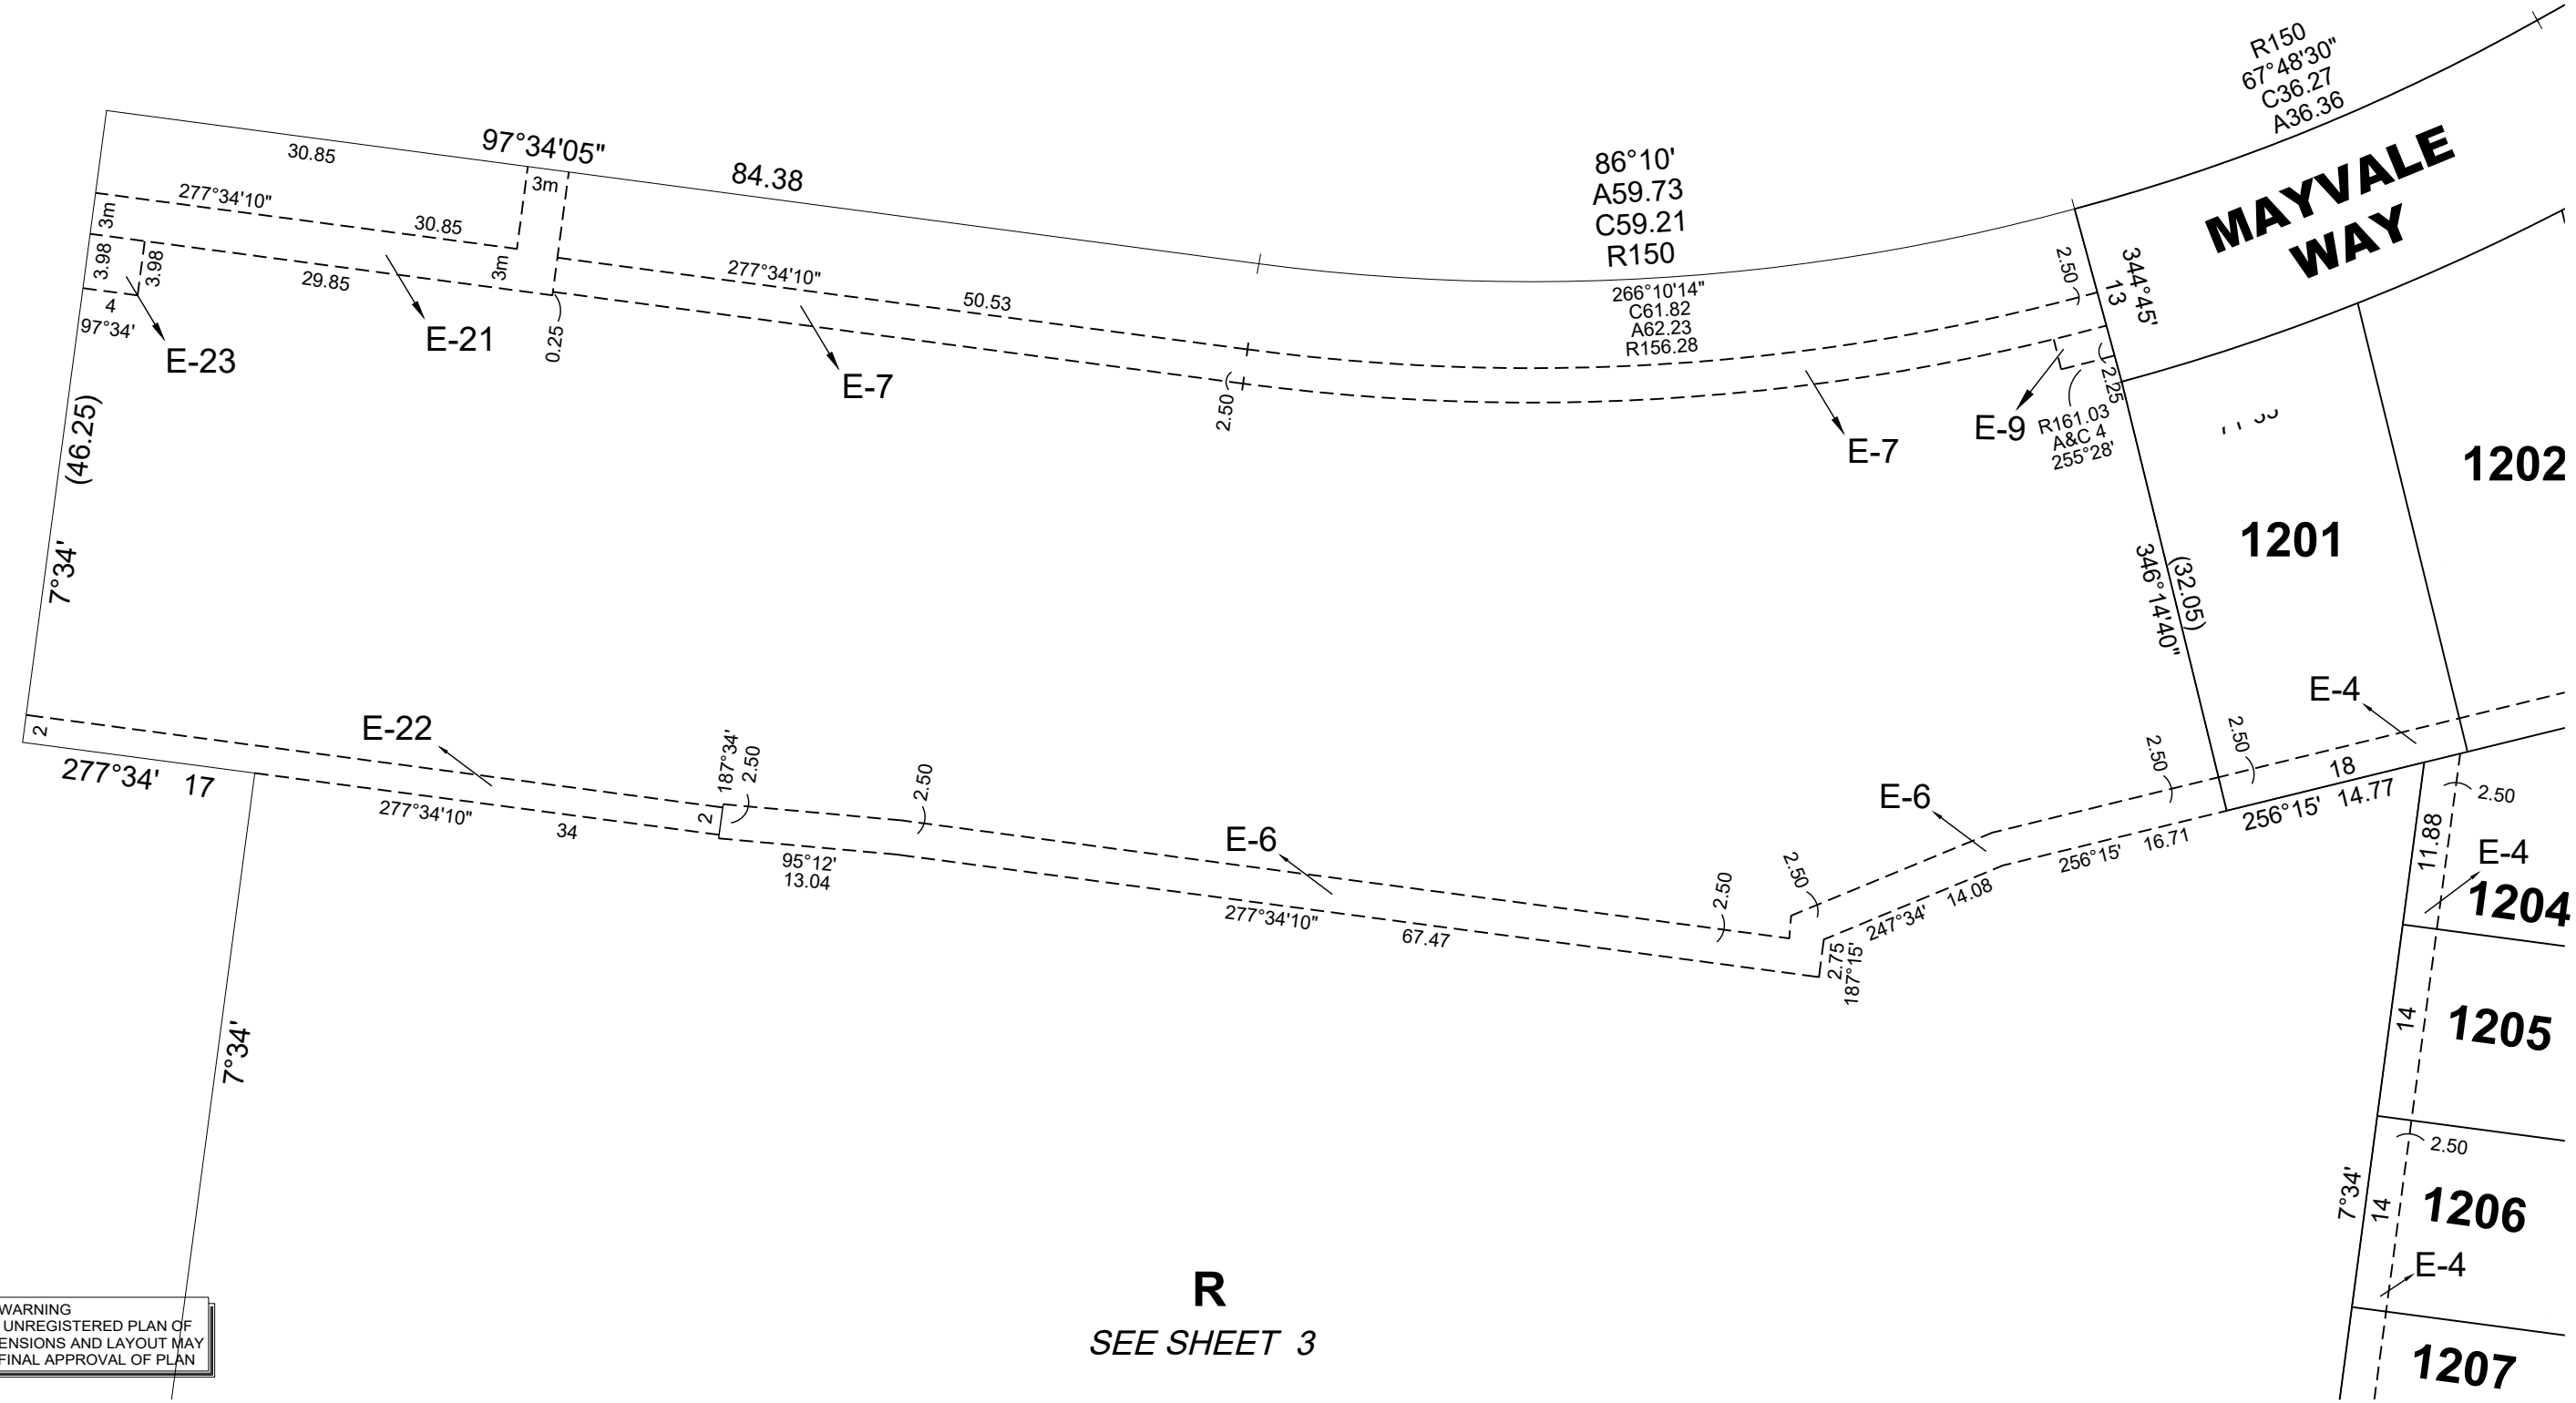 R150
67°48'30"
C36.27
A36.36
MAYVALE
WAY
97°34'05"
84.38
30.85
3m
277°34'10"
30.85
3m
3m
3.98
3.98
29.85
4
97°34'
E-23
E-21
0.25
277°34'10"
50.53
E-7
2.50
86°10'
A59.73
C59.21
R150
266°10'14"
C61.82
A62.23
R156.28
2.50
344°45'
13
E-7
E-9
R161.03
A&C 4
255°28'
2.25
1202
1201
(46.25)
7°34'
346°14'40"
(32.05)
E-4
2.50
2.50
18
256°15' 14.77
2
277°34' 17
E-22
277°34'10"
34
187°34'
2.50
2
95°12'
13.04
2.50
E-6
277°34'10"
67.47
2.50
2.50
E-6
2.75
187°15'
247°34'
14.08
256°15'
16.71
2.50
11.88
E-4
1204
14
1205
2.50
7°34'
14
1206
E-4
1207
7°34'
R
SEE SHEET 3
WARNING
UNREGISTERED PLAN OF
ENSIONS AND LAYOUT MAY
FINAL APPROVAL OF PLAN